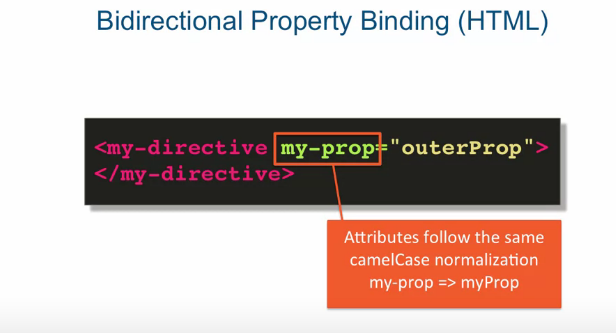 Bidirectional Property Binding (HTML)
<my-directive my-prop="outerProp">
</my-directive>
Attributes follow the same
camelCase normalization
my-prop => myProp